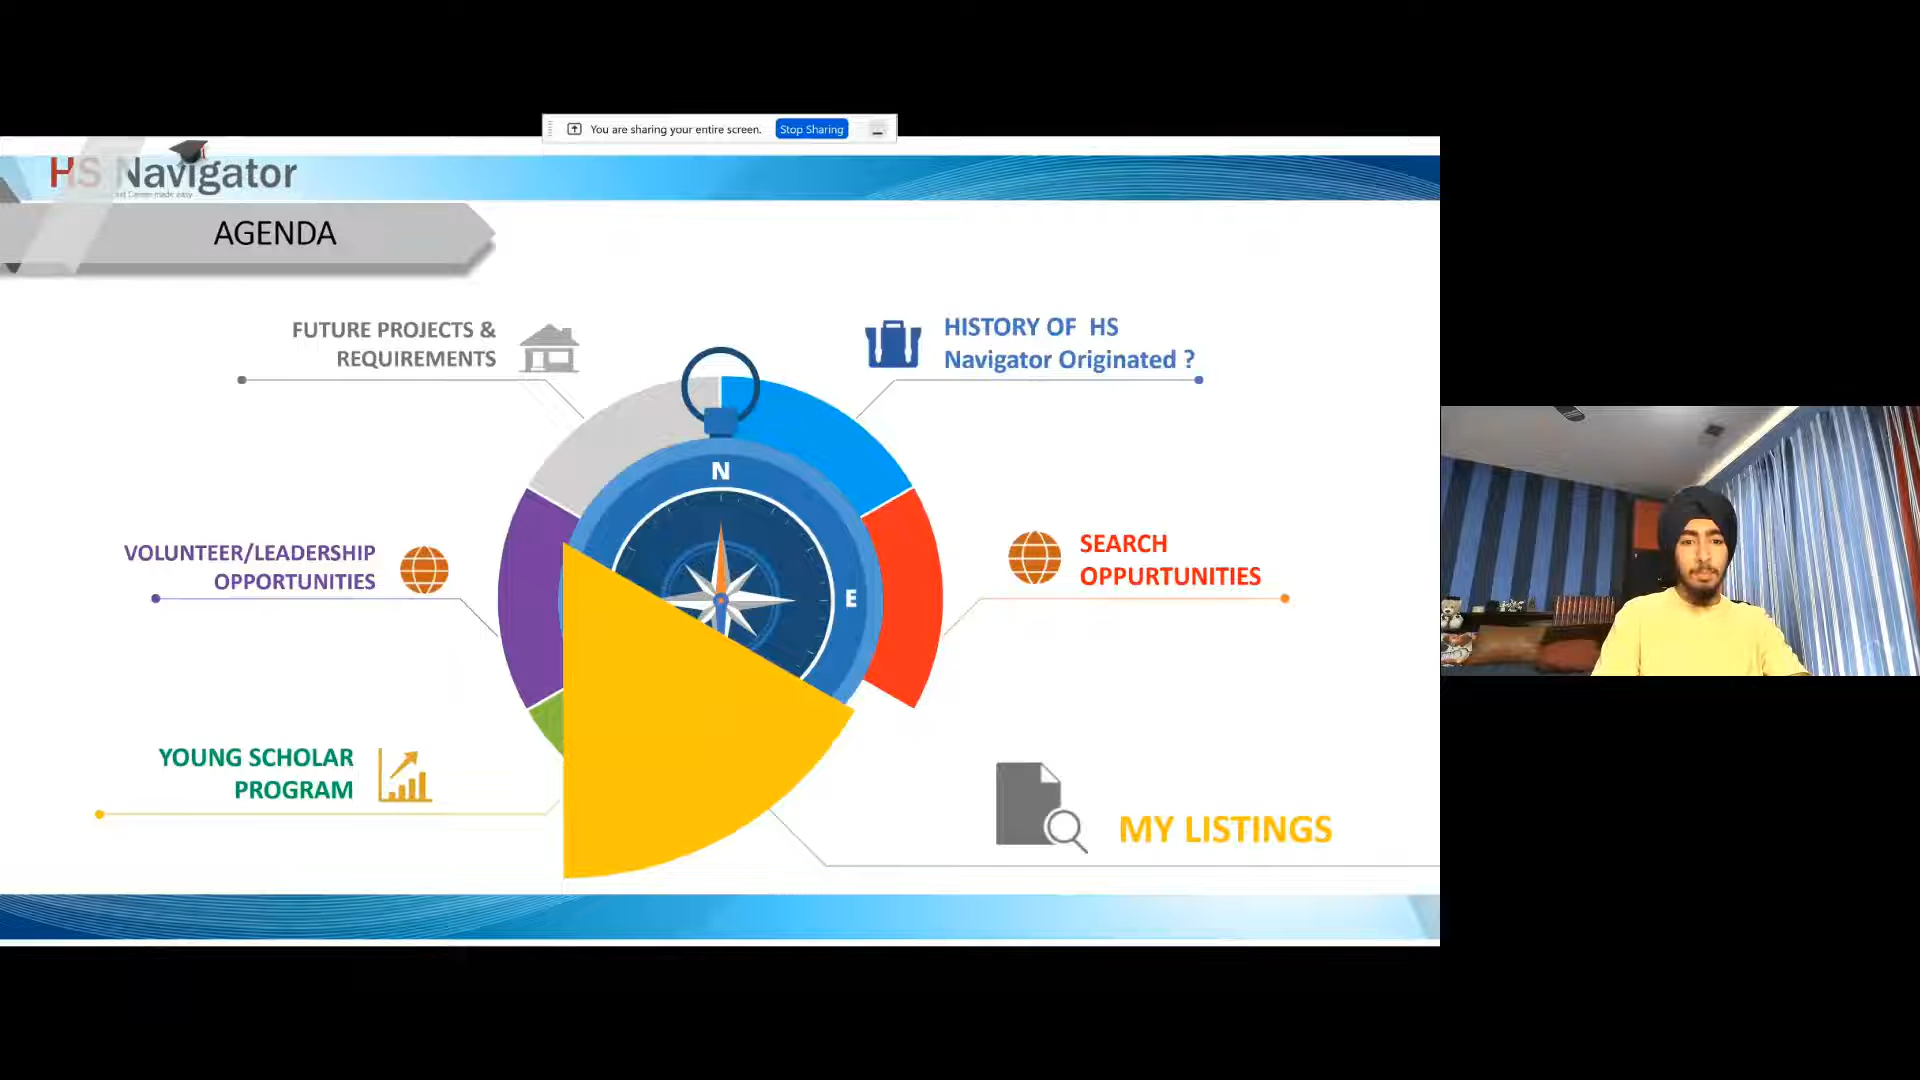 You are sharing your entire screen. Stop Sharing
HS Navigator
AGENDA
FUTURE PROJECTS &
REQUIREMENTS
HISTORY OF HS
Navigator Originated ?
N
VOLUNTEER/LEADERSHIP
OPPORTUNITIES
E
SEARCH
OPPURTUNITIES
YOUNG SCHOLAR
PROGRAM
MY LISTINGS